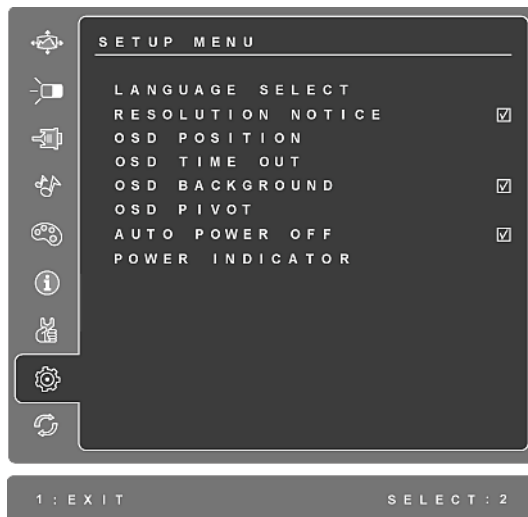 SETUP MENU
LANGUAGE SELECT
RESOLUTION NOTICE
OSD POSITION
OSD TIME OUT
OSD BACKGROUND
OSD PIVOT
AUTO POWER OFF
POWER INDICATOR
1:EXIT SELECT:2